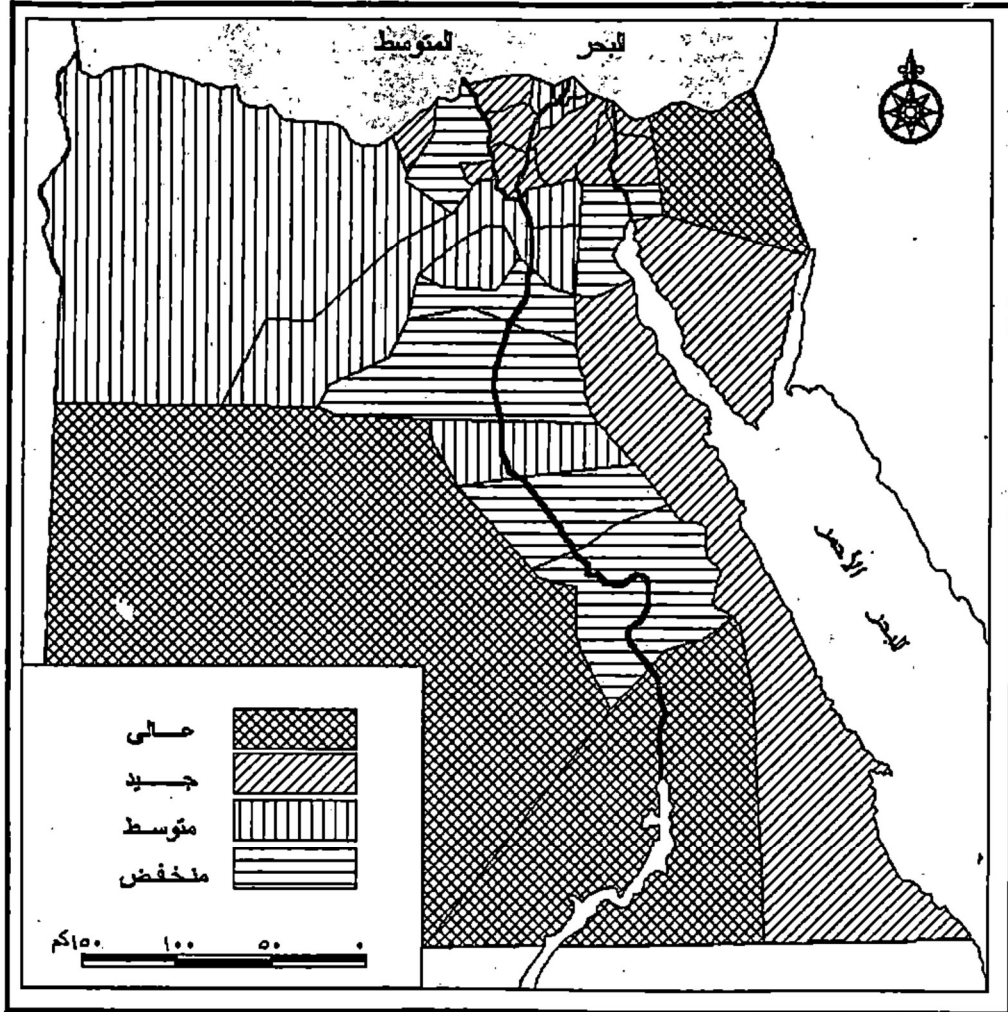 البحر المتوسط
البحر الأحمر
عالى
جيد
متوسط
منخفض
٠ ٥٠ ١٠٠ ١٥٠كم